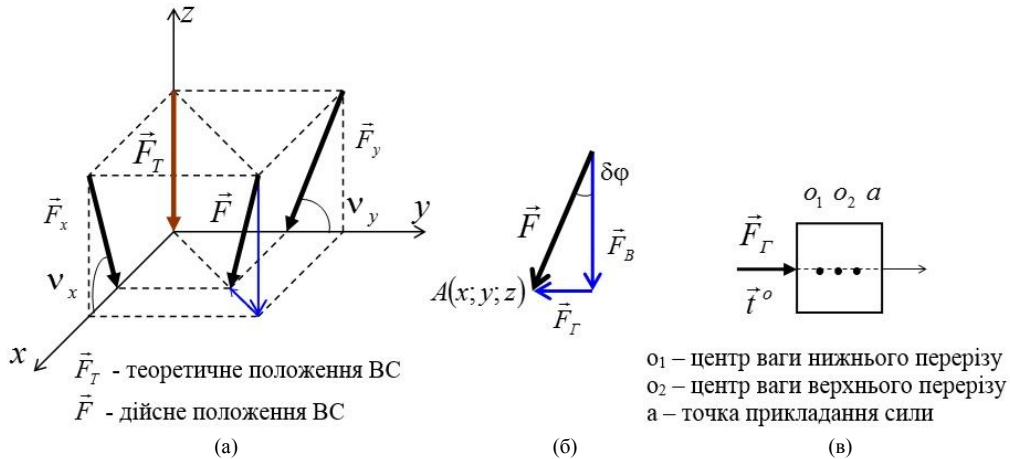 z
F_T
F_y
F_x
F
ν_x
ν_y
y
x
F_T - теоретичне положення ВС
F - дійсне положення ВС
(а)
δφ
F
F_B
A(x; y; z)
F_Г
(б)
o_1 o_2 a
F_Г
t^o
o₁ – центр ваги нижнього перерізу
o₂ – центр ваги верхнього перерізу
а – точка прикладання сили
(в)